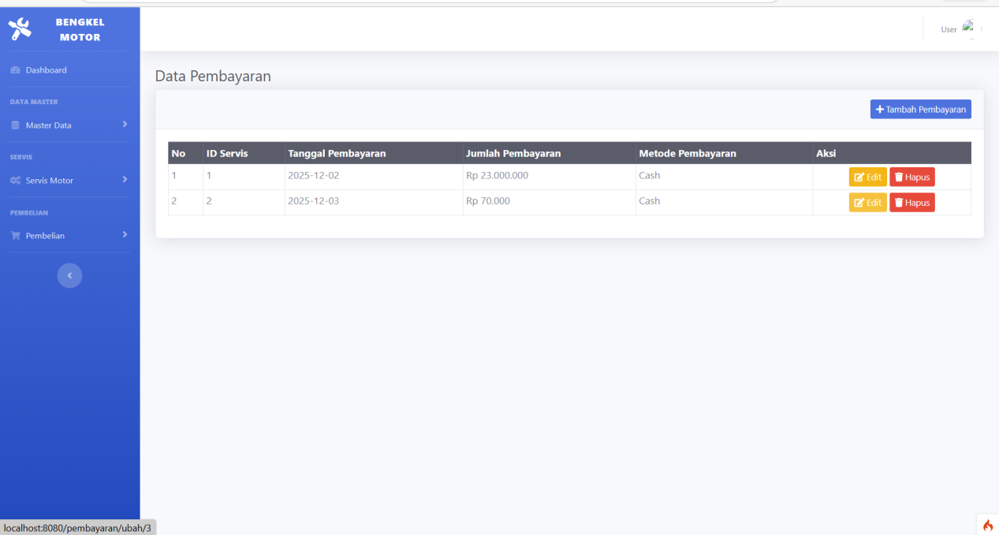 BENGKEL
MOTOR
User
Dashboard
DATA MASTER
Master Data
SERVIS
Servis Motor
PEMBELIAN
Pembelian
Data Pembayaran
Tambah Pembayaran
No ID Servis Tanggal Pembayaran Jumlah Pembayaran Metode Pembayaran Aksi
1 1 2025-12-02 Rp 23.000.000 Cash Edit Hapus
2 2 2025-12-03 Rp 70.000 Cash Edit Hapus
localhost:8080/pembayaran/ubah/3